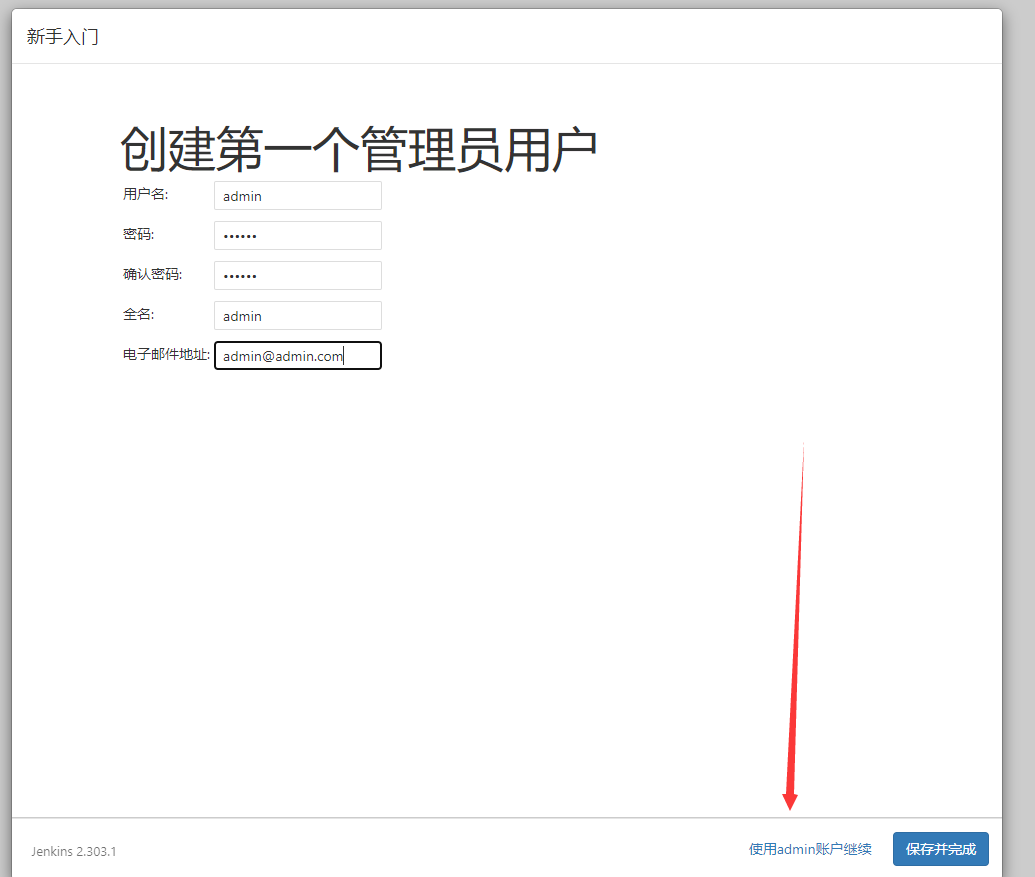 新手入门
创建第一个管理员用户
用户名: admin
密码: ••••••
确认密码: ••••••
全名: admin
电子邮件地址: admin@admin.com
Jenkins 2.303.1 使用admin账户继续 保存并完成